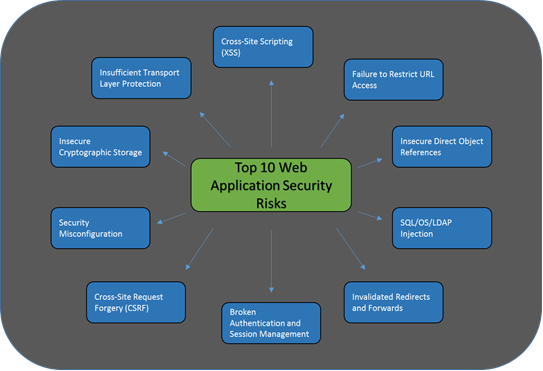 Cross-Site Scripting
(XSS)
Insufficient Transport
Layer Protection
Failure to Restrict URL
Access
Insecure
Cryptographic Storage
Insecure Direct Object
References
Top 10 Web
Application Security
Risks
Security
Misconfiguration
SQL/OS/LDAP
Injection
Cross-Site Request
Forgery (CSRF)
Broken
Authentication and
Session Management
Invalidated Redirects
and Forwards